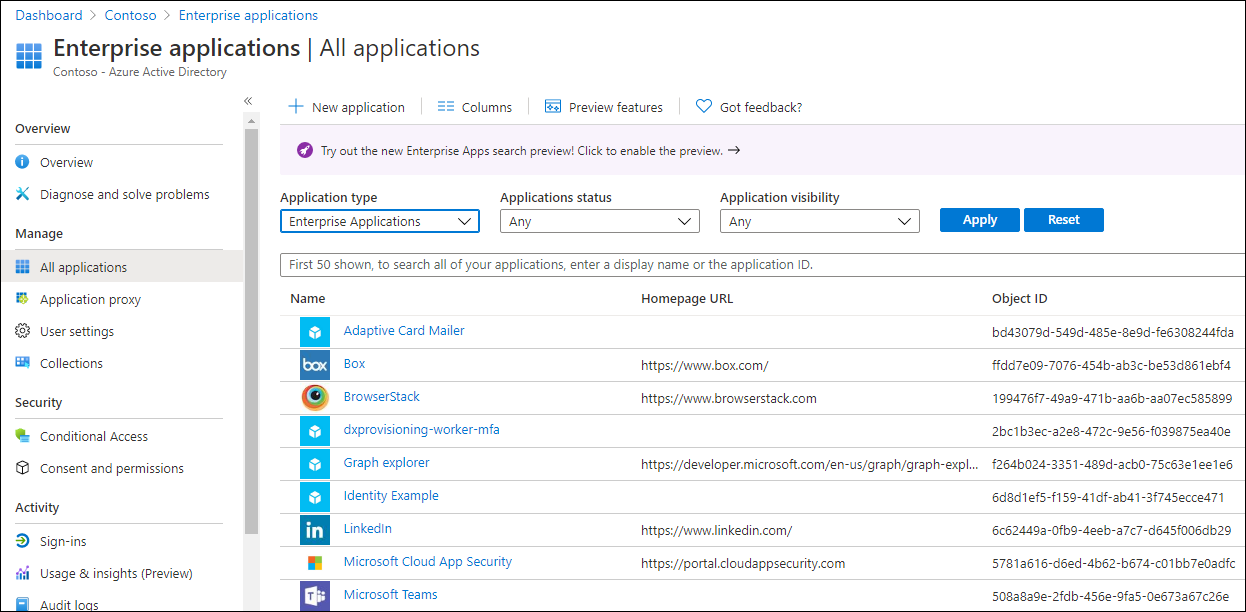 Dashboard > Contoso > Enterprise applications
Enterprise applications | All applications
Contoso - Azure Active Directory
«
Overview
Overview
Diagnose and solve problems
Manage
All applications
Application proxy
User settings
Collections
Security
Conditional Access
Consent and permissions
Activity
Sign-ins
Usage & insights (Preview)
Audit logs
New application Columns Preview features Got feedback?
Try out the new Enterprise Apps search preview! Click to enable the preview. →
Application type Applications status Application visibility
Enterprise Applications Any Any Apply Reset
First 50 shown, to search all of your applications, enter a display name or the application ID.
Name Homepage URL Object ID
Adaptive Card Mailer bd43079d-549d-485e-8e9d-fe6308244fda
box Box https://www.box.com/ ffdd7e09-7076-454b-ab3c-be53d861ebf4
BrowserStack https://www.browserstack.com 199476f7-49a9-471b-aa6b-aa07ec585899
dxprovisioning-worker-mfa 2bc1b3ec-a2e8-472c-9e56-f039875ea40e
Graph explorer https://developer.microsoft.com/en-us/graph/graph-expl... f264b024-3351-489d-acb0-75c63e1ee1e6
Identity Example 6d8d1ef5-f159-41df-ab41-3f745ecce471
in LinkedIn https://www.linkedin.com/ 6c62449a-0fb9-4eeb-a7c7-d645f006db29
Microsoft Cloud App Security https://portal.cloudappsecurity.com 5781a616-d6ed-4b62-b674-c01bb7e0adfc
Microsoft Teams 508a8a9e-2fdb-456e-9fa5-0e673a67c26e